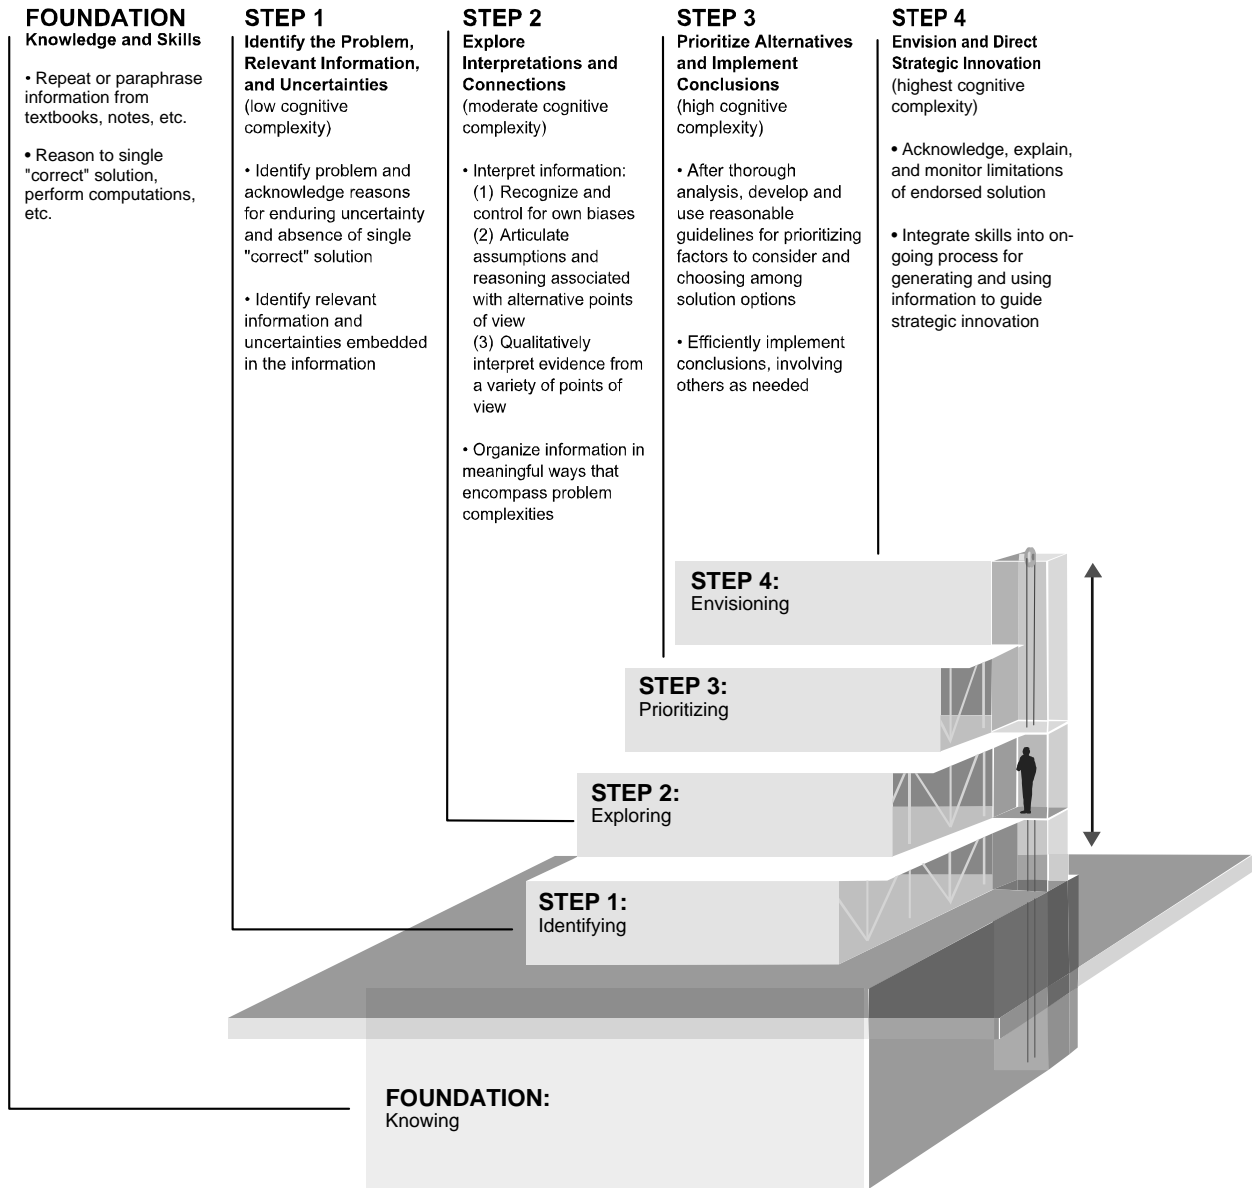 FOUNDATION
Knowledge and Skills
• Repeat or paraphrase
information from
textbooks, notes, etc.
• Reason to single
"correct" solution,
perform computations,
etc.
STEP 1
Identify the Problem,
Relevant Information,
and Uncertainties
(low cognitive
complexity)
• Identify problem and
acknowledge reasons
for enduring uncertainty
and absence of single
"correct" solution
• Identify relevant
information and
uncertainties embedded
in the information
STEP 2
Explore
Interpretations and
Connections
(moderate cognitive
complexity)
• Interpret information:
(1) Recognize and
control for own biases
(2) Articulate
assumptions and
reasoning associated
with alternative points
of view
(3) Qualitatively
interpret evidence from
a variety of points of
view
• Organize information in
meaningful ways that
encompass problem
complexities
STEP 3
Prioritize Alternatives
and Implement
Conclusions
(high cognitive
complexity)
• After thorough
analysis, develop and
use reasonable
guidelines for prioritizing
factors to consider and
choosing among
solution options
• Efficiently implement
conclusions, involving
others as needed
STEP 4
Envision and Direct
Strategic Innovation
(highest cognitive
complexity)
• Acknowledge, explain,
and monitor limitations
of endorsed solution
• Integrate skills into on-
going process for
generating and using
information to guide
strategic innovation
STEP 4:
Envisioning
STEP 3:
Prioritizing
STEP 2:
Exploring
STEP 1:
Identifying
FOUNDATION:
Knowing